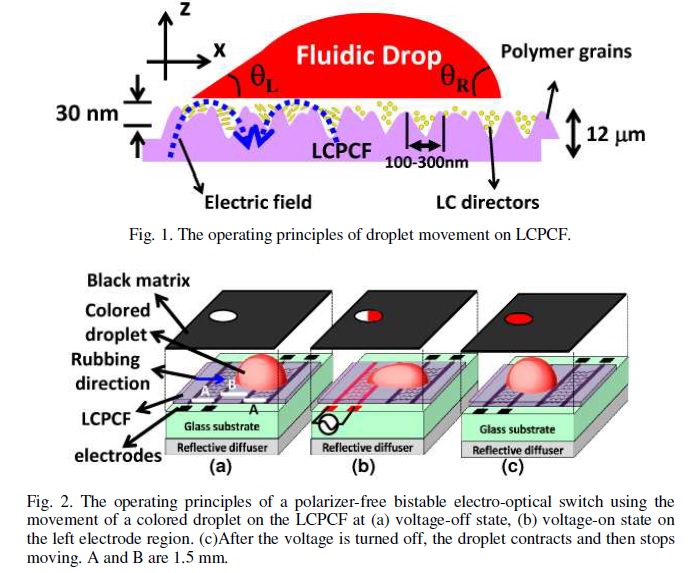 z
x
Fluidic Drop
Polymer grains
θL
θR
30 nm
12 μm
LCPCF
100-300nm
Electric field
LC directors
Fig. 1. The operating principles of droplet movement on LCPCF.
Black matrix
Colored
droplet
Rubbing
direction
A
B
A
LCPCF
electrodes
Glass substrate
Reflective diffuser
Reflective diffuser
Glass substrate
Reflective diffuser
(a)
(b)
(c)
Fig. 2. The operating principles of a polarizer-free bistable electro-optical switch using the
movement of a colored droplet on the LCPCF at (a) voltage-off state, (b) voltage-on state on
the left electrode region. (c)After the voltage is turned off, the droplet contracts and then stops
moving. A and B are 1.5 mm.